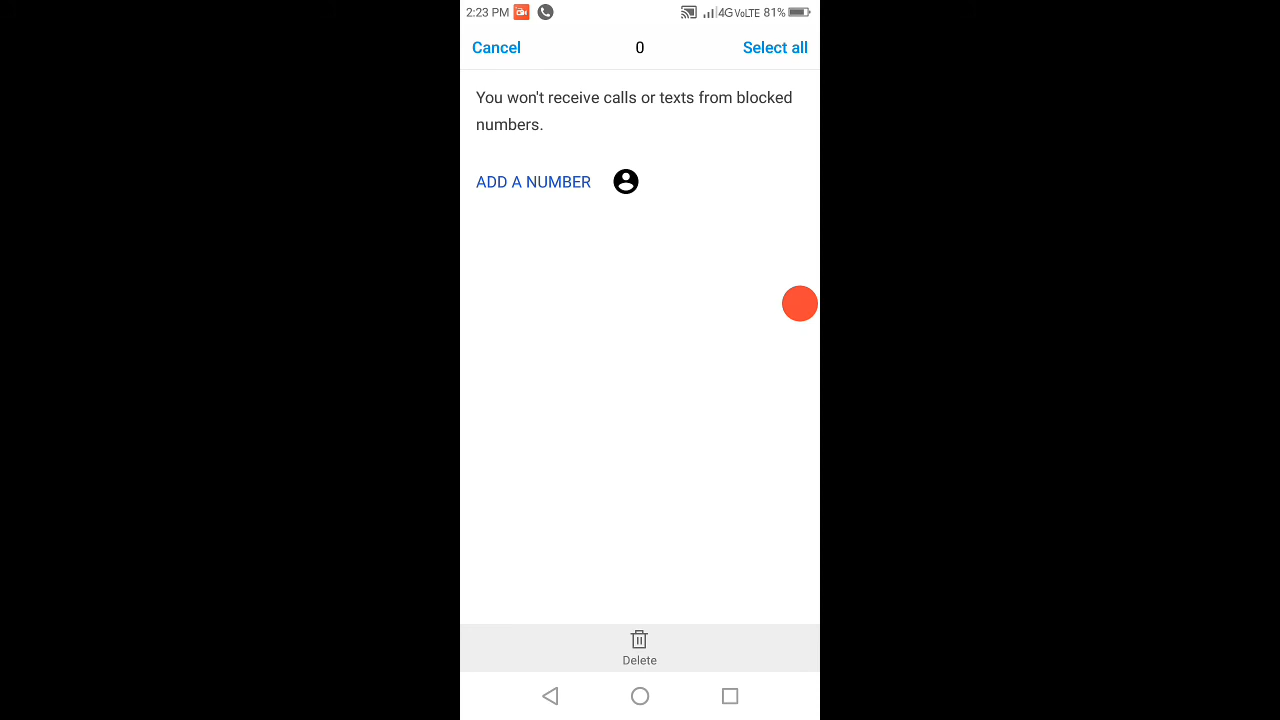 2:23 PM 4G VoLTE 81%
Cancel 0 Select all
You won't receive calls or texts from blocked
numbers.
ADD A NUMBER
Delete